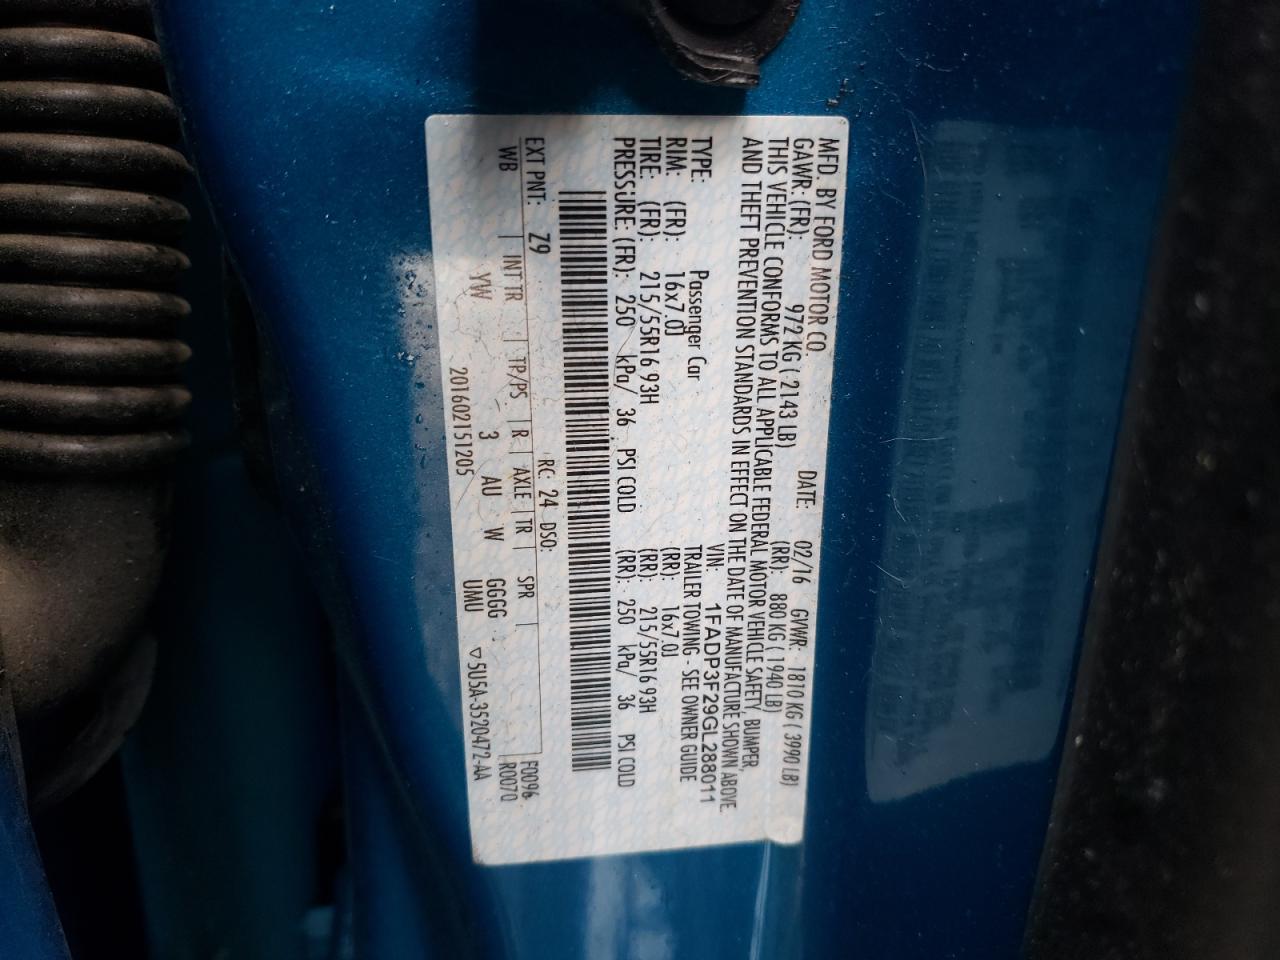 MFD. BY FORD MOTOR CO.
DATE: 02/16 GVWR: 1810 KG ( 3990 LB)
GAWR: (FR): 972 KG ( 2143 LB) (RR): 880 KG ( 1940 LB)
THIS VEHICLE CONFORMS TO ALL APPLICABLE FEDERAL MOTOR VEHICLE SAFETY, BUMPER,
AND THEFT PREVENTION STANDARDS IN EFFECT ON THE DATE OF MANUFACTURE SHOWN ABOVE.
VIN: 1FADP3F29GL288011
TYPE: Passenger Car TRAILER TOWING - SEE OWNER GUIDE
RIM: (FR): 16x7.0J (RR): 16x7.0J
TIRE: (FR): 215/55R16 93H (RR): 215/55R16 93H
PRESSURE: (FR): 250 kPa/ 36 PSI COLD (RR): 250 kPa/ 36 PSI COLD
EXT PNT: Z9 RC: 24 DSO: F0096
WB | INT TR | TP/PS | R | AXLE | TR | SPR | R0070
YW 3 AU W GGGG
201602151205 UMU ▽5U5A-3520472-AA